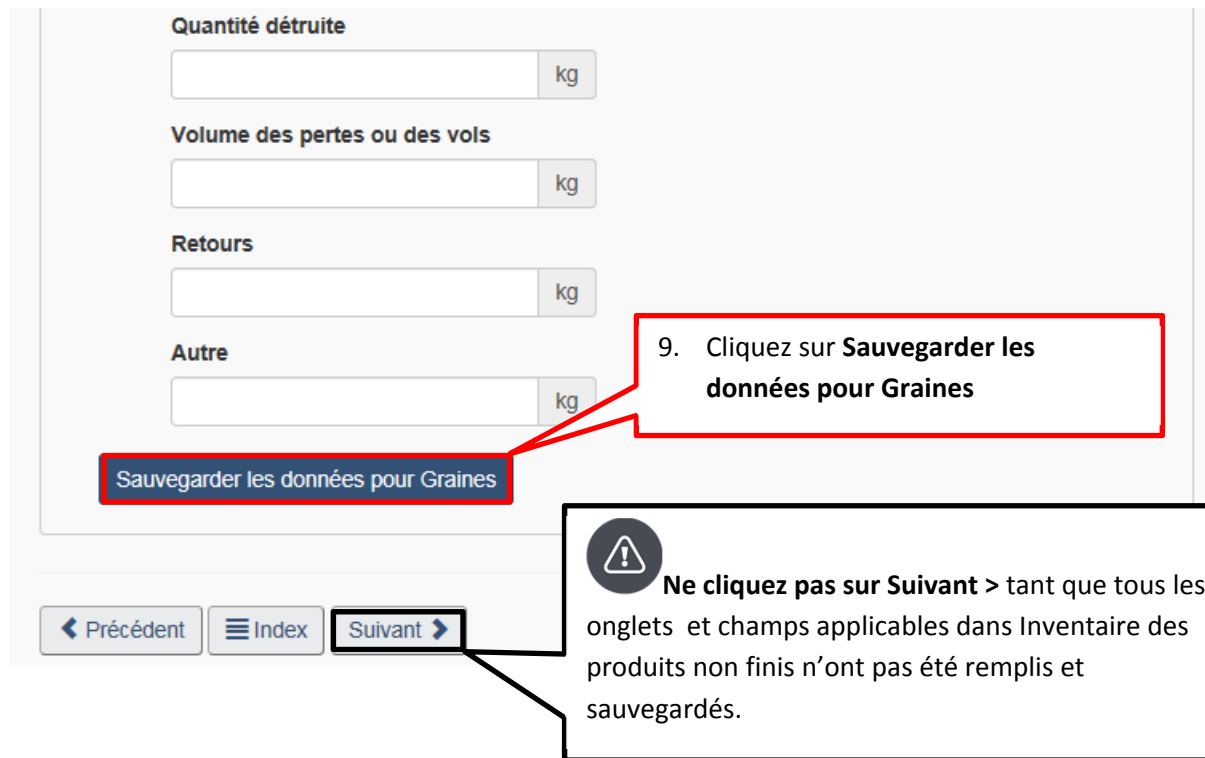 Quantité détruite
kg
Volume des pertes ou des vols
kg
Retours
kg
Autre
kg
9. Cliquez sur Sauvegarder les
données pour Graines
Sauvegarder les données pour Graines
Ne cliquez pas sur Suivant > tant que tous les
onglets et champs applicables dans Inventaire des
produits non finis n’ont pas été remplis et
sauvegardés.
Précédent Index Suivant